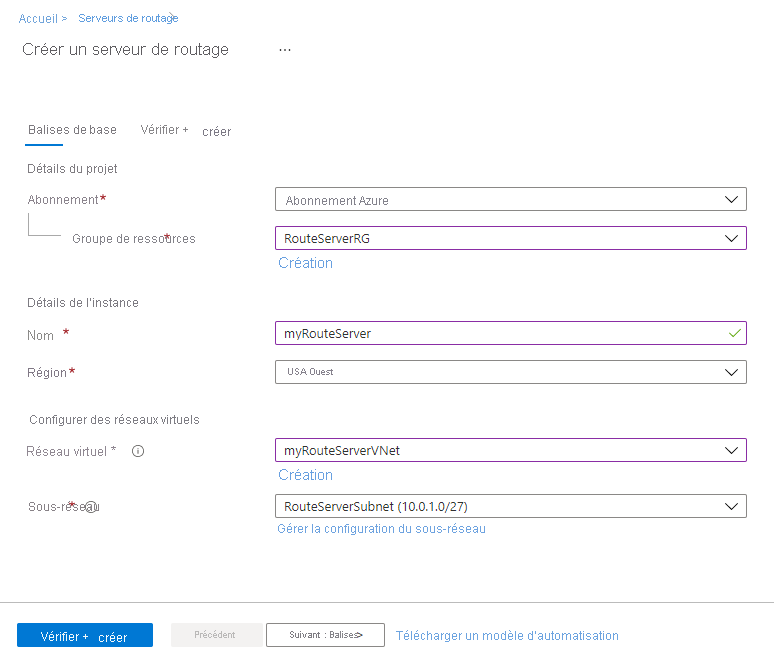 Accueil > Serveurs de routage
Créer un serveur de routage ...
Balises de base Vérifier + créer
Détails du projet
Abonnement* Abonnement Azure
Groupe de ressources* RouteServerRG
Création
Détails de l'instance
Nom * myRouteServer
Région* USA Ouest
Configurer des réseaux virtuels
Réseau virtuel * myRouteServerVNet
Création
Sous-réseau* RouteServerSubnet (10.0.1.0/27)
Gérer la configuration du sous-réseau
Vérifier + créer Précédent Suivant : Balises> Télécharger un modèle d'automatisation